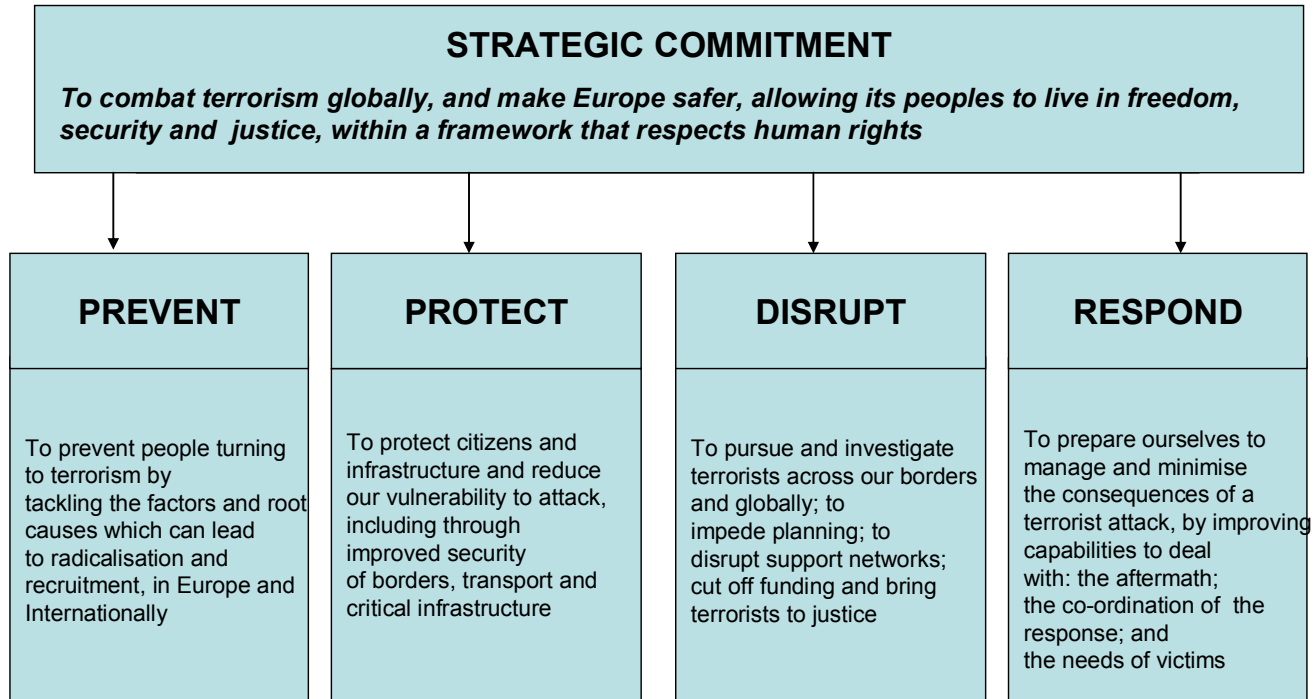 STRATEGIC COMMITMENT
To combat terrorism globally, and make Europe safer, allowing its peoples to live in freedom,
security and justice, within a framework that respects human rights
PREVENT
To prevent people turning
to terrorism by
tackling the factors and root
causes which can lead
to radicalisation and
recruitment, in Europe and
Internationally
PROTECT
To protect citizens and
infrastructure and reduce
our vulnerability to attack,
including through
improved security
of borders, transport and
critical infrastructure
DISRUPT
To pursue and investigate
terrorists across our borders
and globally; to
impede planning; to
disrupt support networks;
cut off funding and bring
terrorists to justice
RESPOND
To prepare ourselves to
manage and minimise
the consequences of a
terrorist attack, by improving
capabilities to deal
with: the aftermath;
the co-ordination of the
response; and
the needs of victims